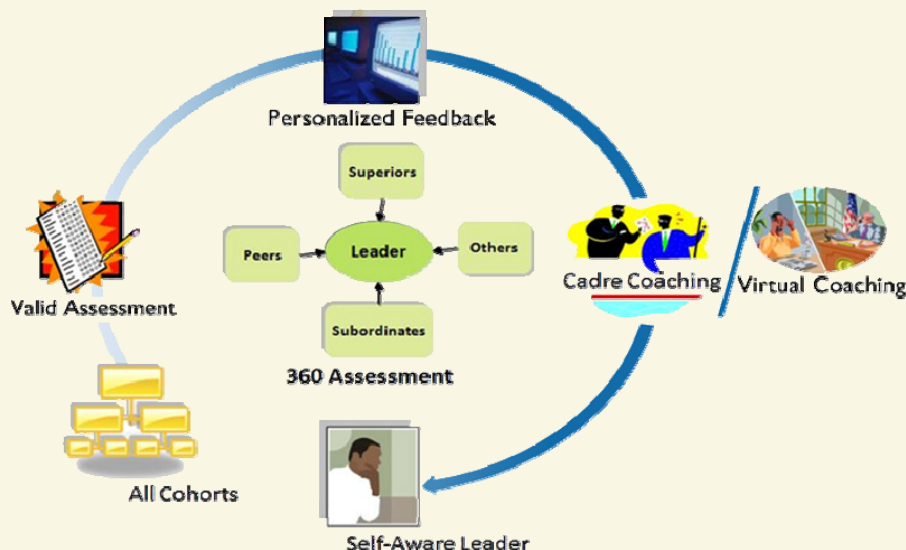 Personalized Feedback
Superiors
Peers
Leader
Others
Subordinates
360 Assessment
Valid Assessment
Cadre Coaching
Virtual Coaching
All Cohorts
Self-Aware Leader